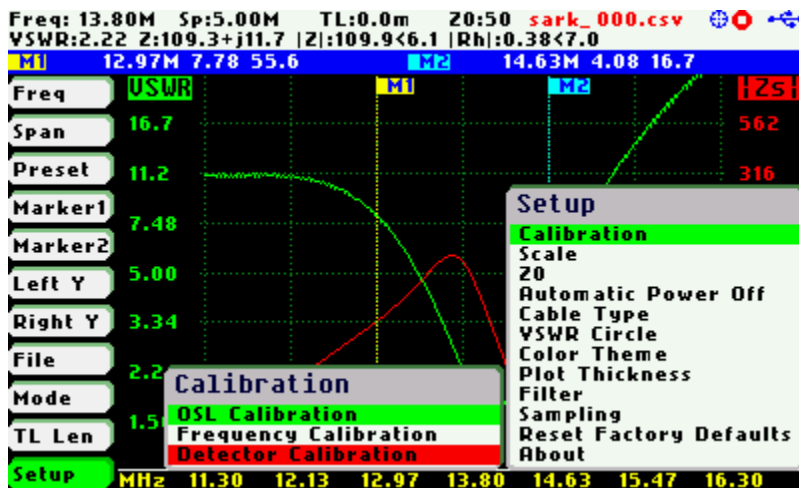 Freq: 13.80M Sp:5.00M TL:0.0m Z0:50 sark_000.csv
VSWR:2.22 Z:109.3+j11.7 |Z|:109.9<6.1 |Rh|:0.38<7.0
M1 12.97M 7.78 55.6 M2 14.63M 4.08 16.7
Freq
Span
Preset
Marker1
Marker2
Left Y
Right Y
File
Mode
TL Len
Setup
VSWR
16.7
11.2
7.48
5.00
3.34
2.2
1.5
M1
M2
|Zs|
562
316
Setup
Calibration
Scale
Z0
Automatic Power Off
Cable Type
VSWR Circle
Color Theme
Plot Thickness
Filter
Sampling
Reset Factory Defaults
About
Calibration
OSL Calibration
Frequency Calibration
Detector Calibration
MHz 11.30 12.13 12.97 13.80 14.63 15.47 16.30